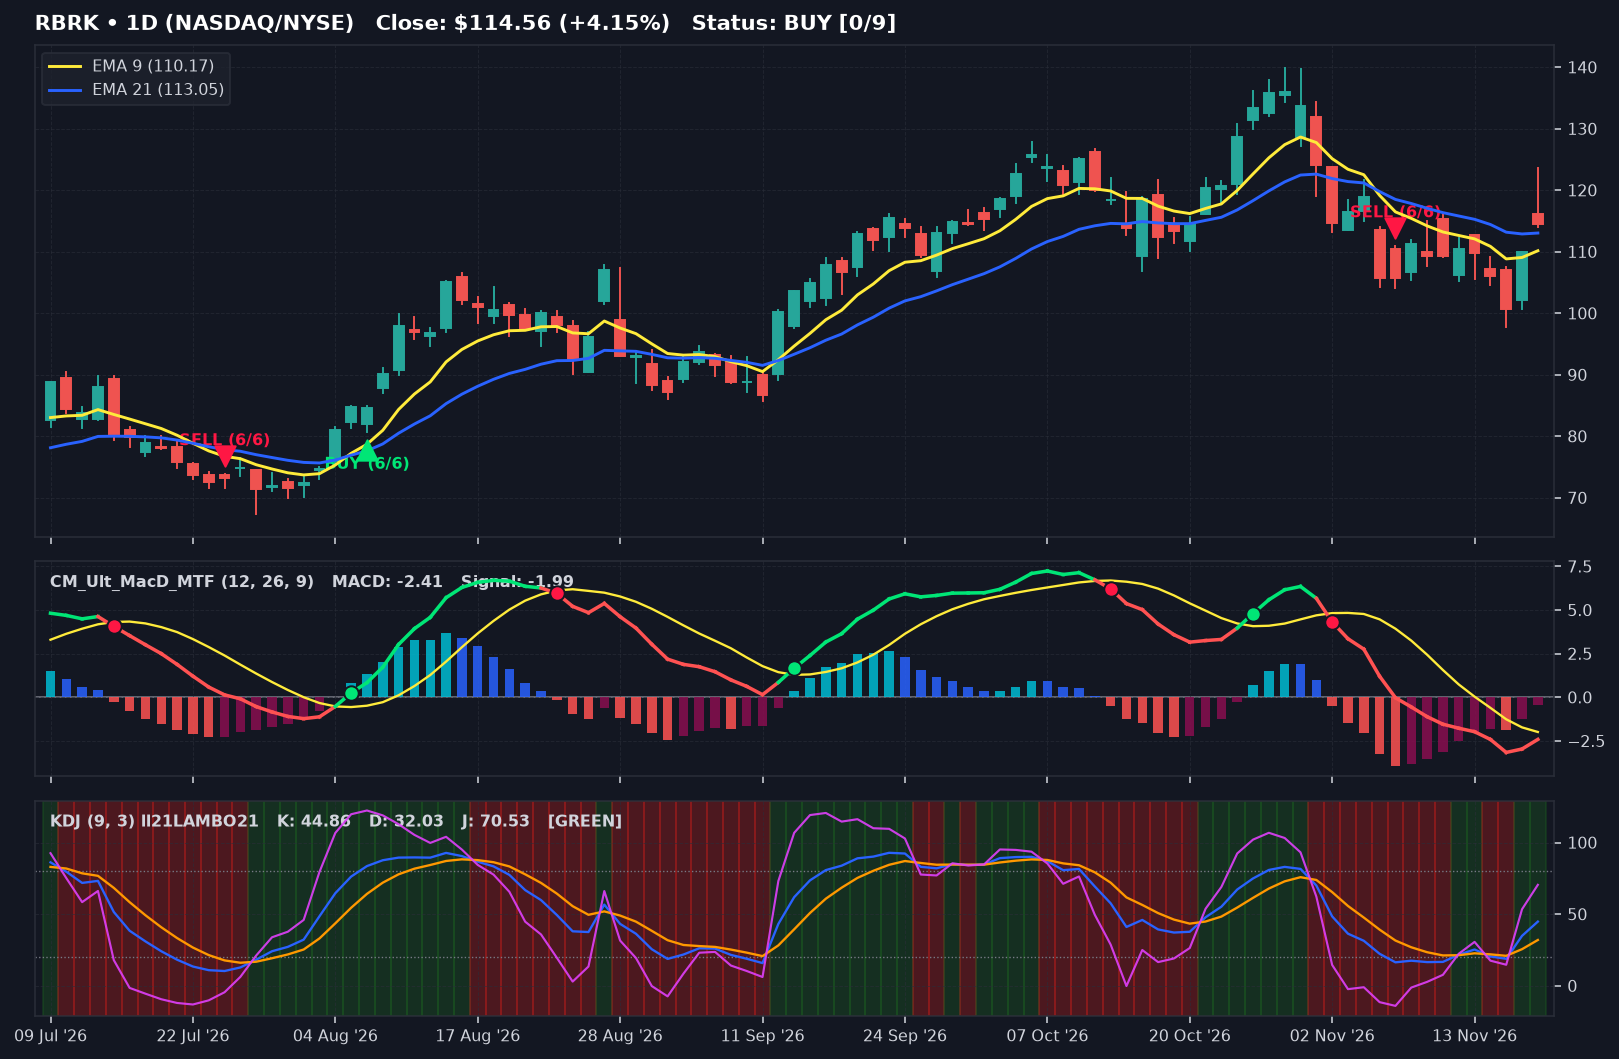 RBRK • 1D (NASDAQ/NYSE)   Close: $114.56 (+4.15%)   Status: BUY [0/9]
EMA 9 (110.17)
EMA 21 (113.05)
140
130
120
110
100
90
80
70
SELL (6/6)
BUY (6/6)
SELL (6/6)
CM_Ult_MacD_MTF (12, 26, 9)   MACD: -2.41   Signal: -1.99
7.5
5.0
2.5
0.0
−2.5
KDJ (9, 3) II21LAMBO21   K: 44.86   D: 32.03   J: 70.53   [GREEN]
100
50
0
09 Jul '26
22 Jul '26
04 Aug '26
17 Aug '26
28 Aug '26
11 Sep '26
24 Sep '26
07 Oct '26
20 Oct '26
02 Nov '26
13 Nov '26